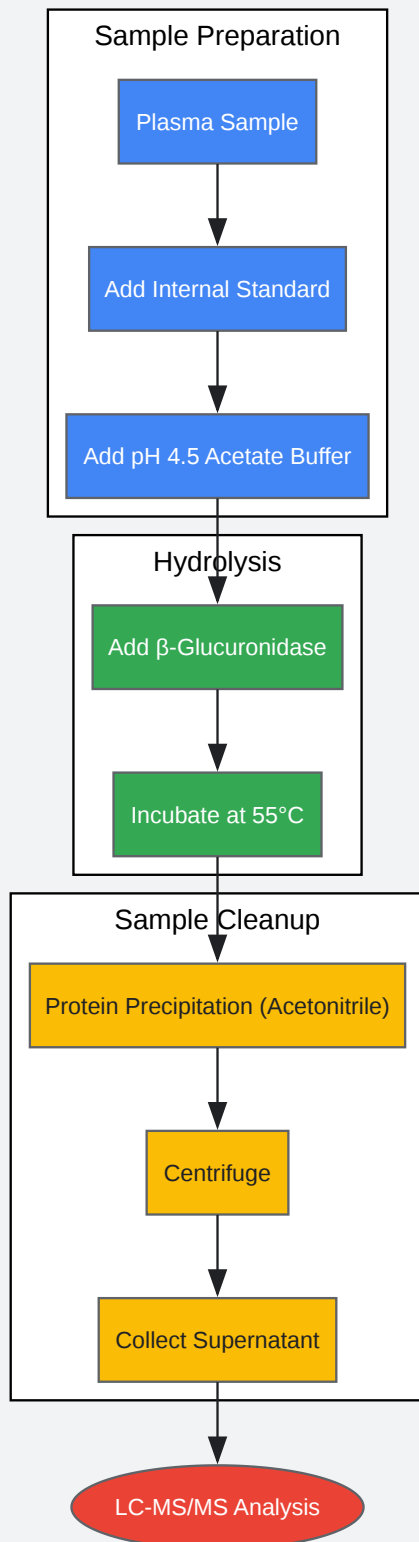 Sample Preparation
Plasma Sample
Add Internal Standard
Add pH 4.5 Acetate Buffer
Hydrolysis
Add β-Glucuronidase
Incubate at 55°C
Sample Cleanup
Protein Precipitation (Acetonitrile)
Centrifuge
Collect Supernatant
LC-MS/MS Analysis